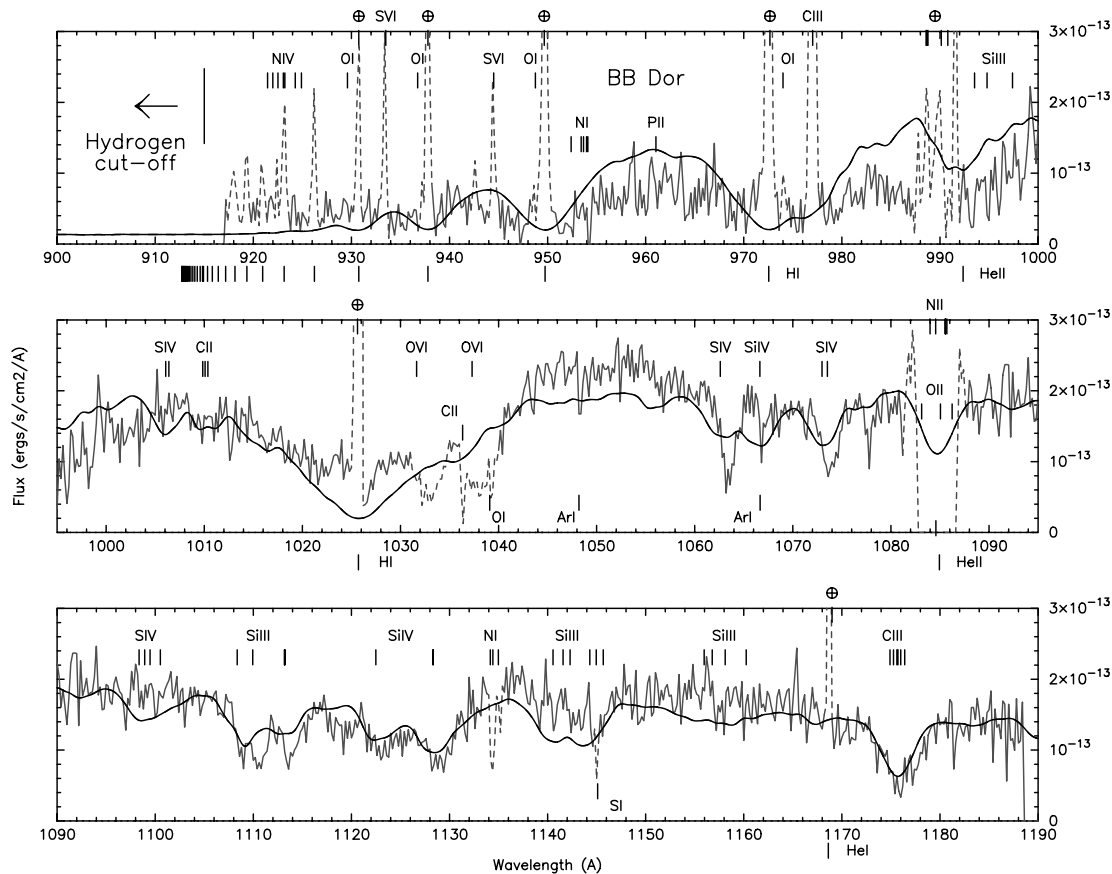 ⊕ SVI ⊕ ⊕ ⊕ CIII ⊕
3×10⁻¹³
NIV OI OI SVI OI BB Dor OI SiIII
2×10⁻¹³
Hydrogen
cut-off
NI PII
10⁻¹³
0
900 910 920 930 940 950 960 970 980 990 1000
HI HeII
⊕ NII
3×10⁻¹³
SIV CII OVI OVI SIV SiIV SIV
2×10⁻¹³
CII OII
10⁻¹³
OI ArI ArI
0
1000 1010 1020 1030 1040 1050 1060 1070 1080 1090
HI HeII
Flux (ergs/s/cm2/A)
⊕
3×10⁻¹³
SIV SiIII SiIV NI SiIII SiIII CIII
2×10⁻¹³
10⁻¹³
SI
0
1090 1100 1110 1120 1130 1140 1150 1160 1170 1180 1190
HeI
Wavelength (A)